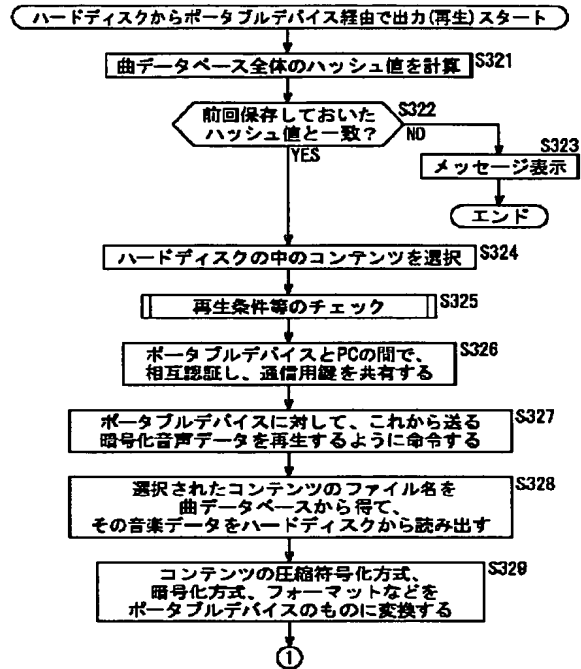 ハードディスクからポータブルデバイス経由で出力(再生)スタート
曲データベース全体のハッシュ値を計算
S321
前回保存しておいた
ハッシュ値と一致?
S322
NO
YES
S323
メッセージ表示
エンド
ハードディスクの中のコンテンツを選択
S324
再生条件等のチェック
S325
ポータブルデバイスとPCの間で、
相互認証し、通信用鍵を共有する
S326
ポータブルデバイスに対して、これから送る
暗号化音声データを再生するように命令する
S327
選択されたコンテンツのファイル名を
曲データベースから得て、
その音楽データをハードディスクから読み出す
S328
コンテンツの圧縮符号化方式、
暗号化方式、フォーマットなどを
ポータブルデバイスのものに変換する
S329
1